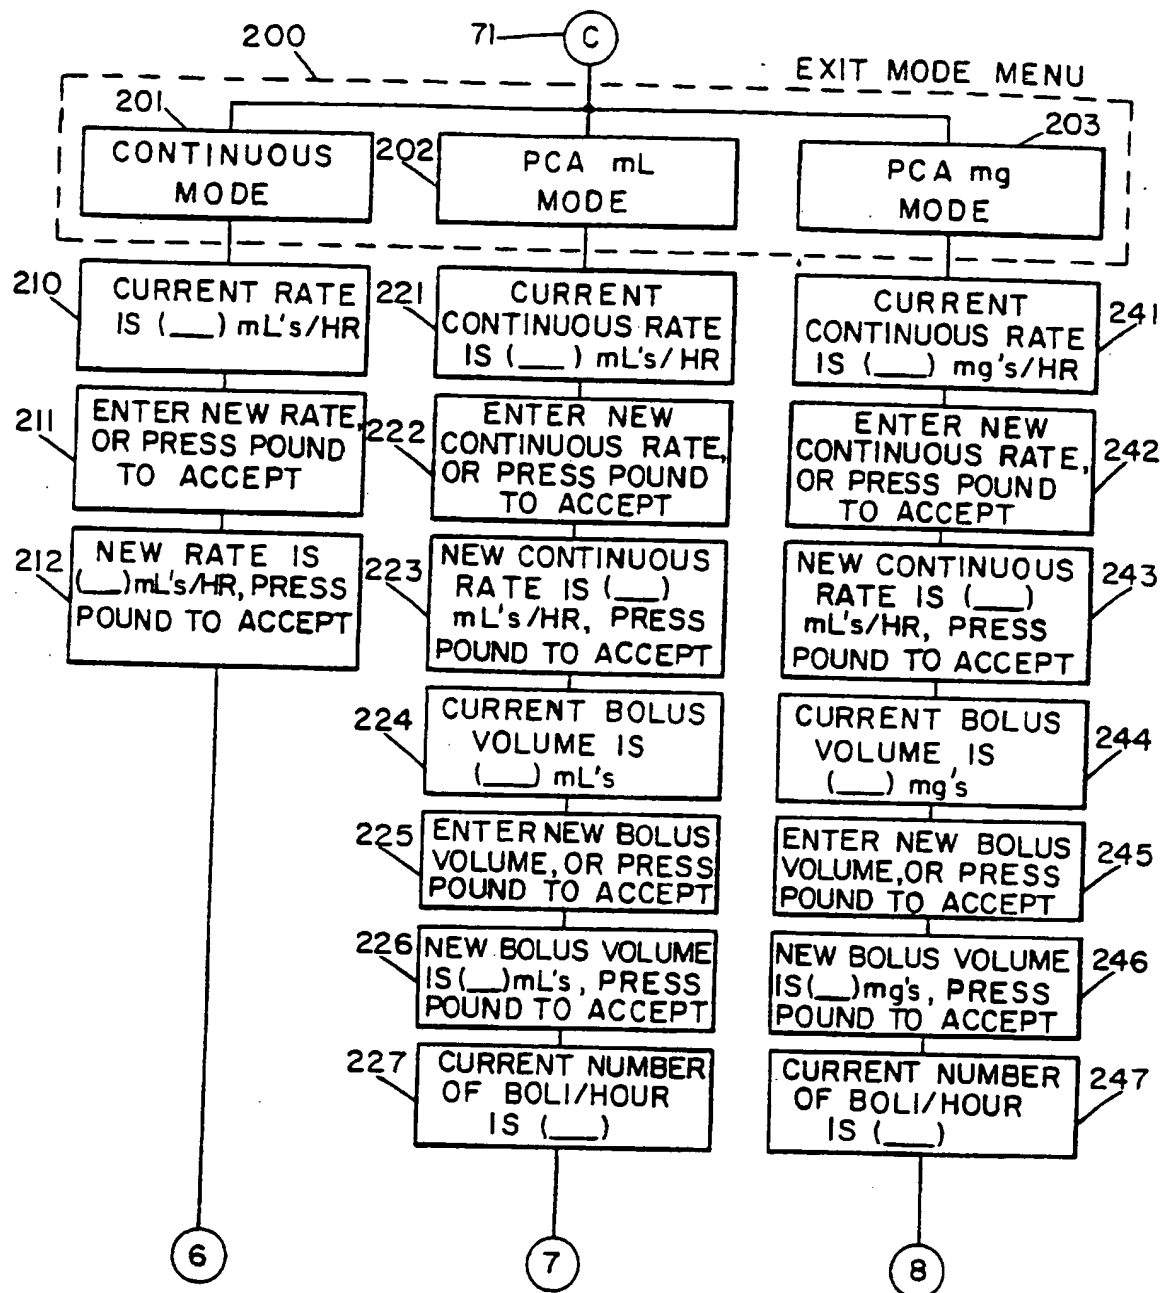 71
C
200
EXIT MODE MENU
201
CONTINUOUS
MODE
202
PCA mL
MODE
203
PCA mg
MODE
210
CURRENT RATE
IS (___) mL's/HR
211
ENTER NEW RATE,
OR PRESS POUND
TO ACCEPT
212
NEW RATE IS
(__)mL's/HR, PRESS
POUND TO ACCEPT
6
221
CURRENT
CONTINUOUS RATE
IS (___) mL's/HR
222
ENTER NEW
CONTINUOUS RATE,
OR PRESS POUND
TO ACCEPT
223
NEW CONTINUOUS
RATE IS (___)
mL's/HR, PRESS
POUND TO ACCEPT
224
CURRENT BOLUS
VOLUME IS
(___) mL's
225
ENTER NEW BOLUS
VOLUME, OR PRESS
POUND TO ACCEPT
226
NEW BOLUS VOLUME
IS(__)mL's, PRESS
POUND TO ACCEPT
227
CURRENT NUMBER
OF BOLI/HOUR
IS (___)
7
241
CURRENT
CONTINUOUS RATE
IS (___) mg's/HR
242
ENTER NEW
CONTINUOUS RATE,
OR PRESS POUND
TO ACCEPT
243
NEW CONTINUOUS
RATE IS (___)
mL's/HR, PRESS
POUND TO ACCEPT
244
CURRENT BOLUS
VOLUME IS
(___) mg's
245
ENTER NEW BOLUS
VOLUME, OR PRESS
POUND TO ACCEPT
246
NEW BOLUS VOLUME
IS(__)mg's, PRESS
POUND TO ACCEPT
247
CURRENT NUMBER
OF BOLI/HOUR
IS (___)
8